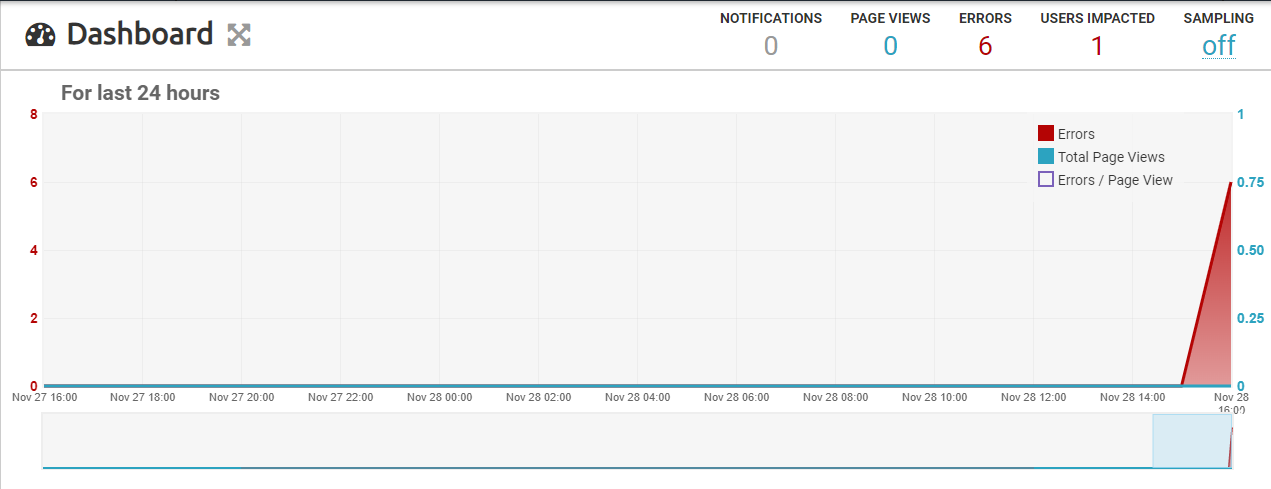 Dashboard
NOTIFICATIONS PAGE VIEWS ERRORS USERS IMPACTED SAMPLING
0 0 6 1 off
For last 24 hours
8 1
Errors
Total Page Views
6 0.75
Errors / Page View
4 0.50
2 0.25
0 0
Nov 27 16:00 Nov 27 18:00 Nov 27 20:00 Nov 27 22:00 Nov 28 00:00 Nov 28 02:00 Nov 28 04:00 Nov 28 06:00 Nov 28 08:00 Nov 28 10:00 Nov 28 12:00 Nov 28 14:00 Nov 28
16:00